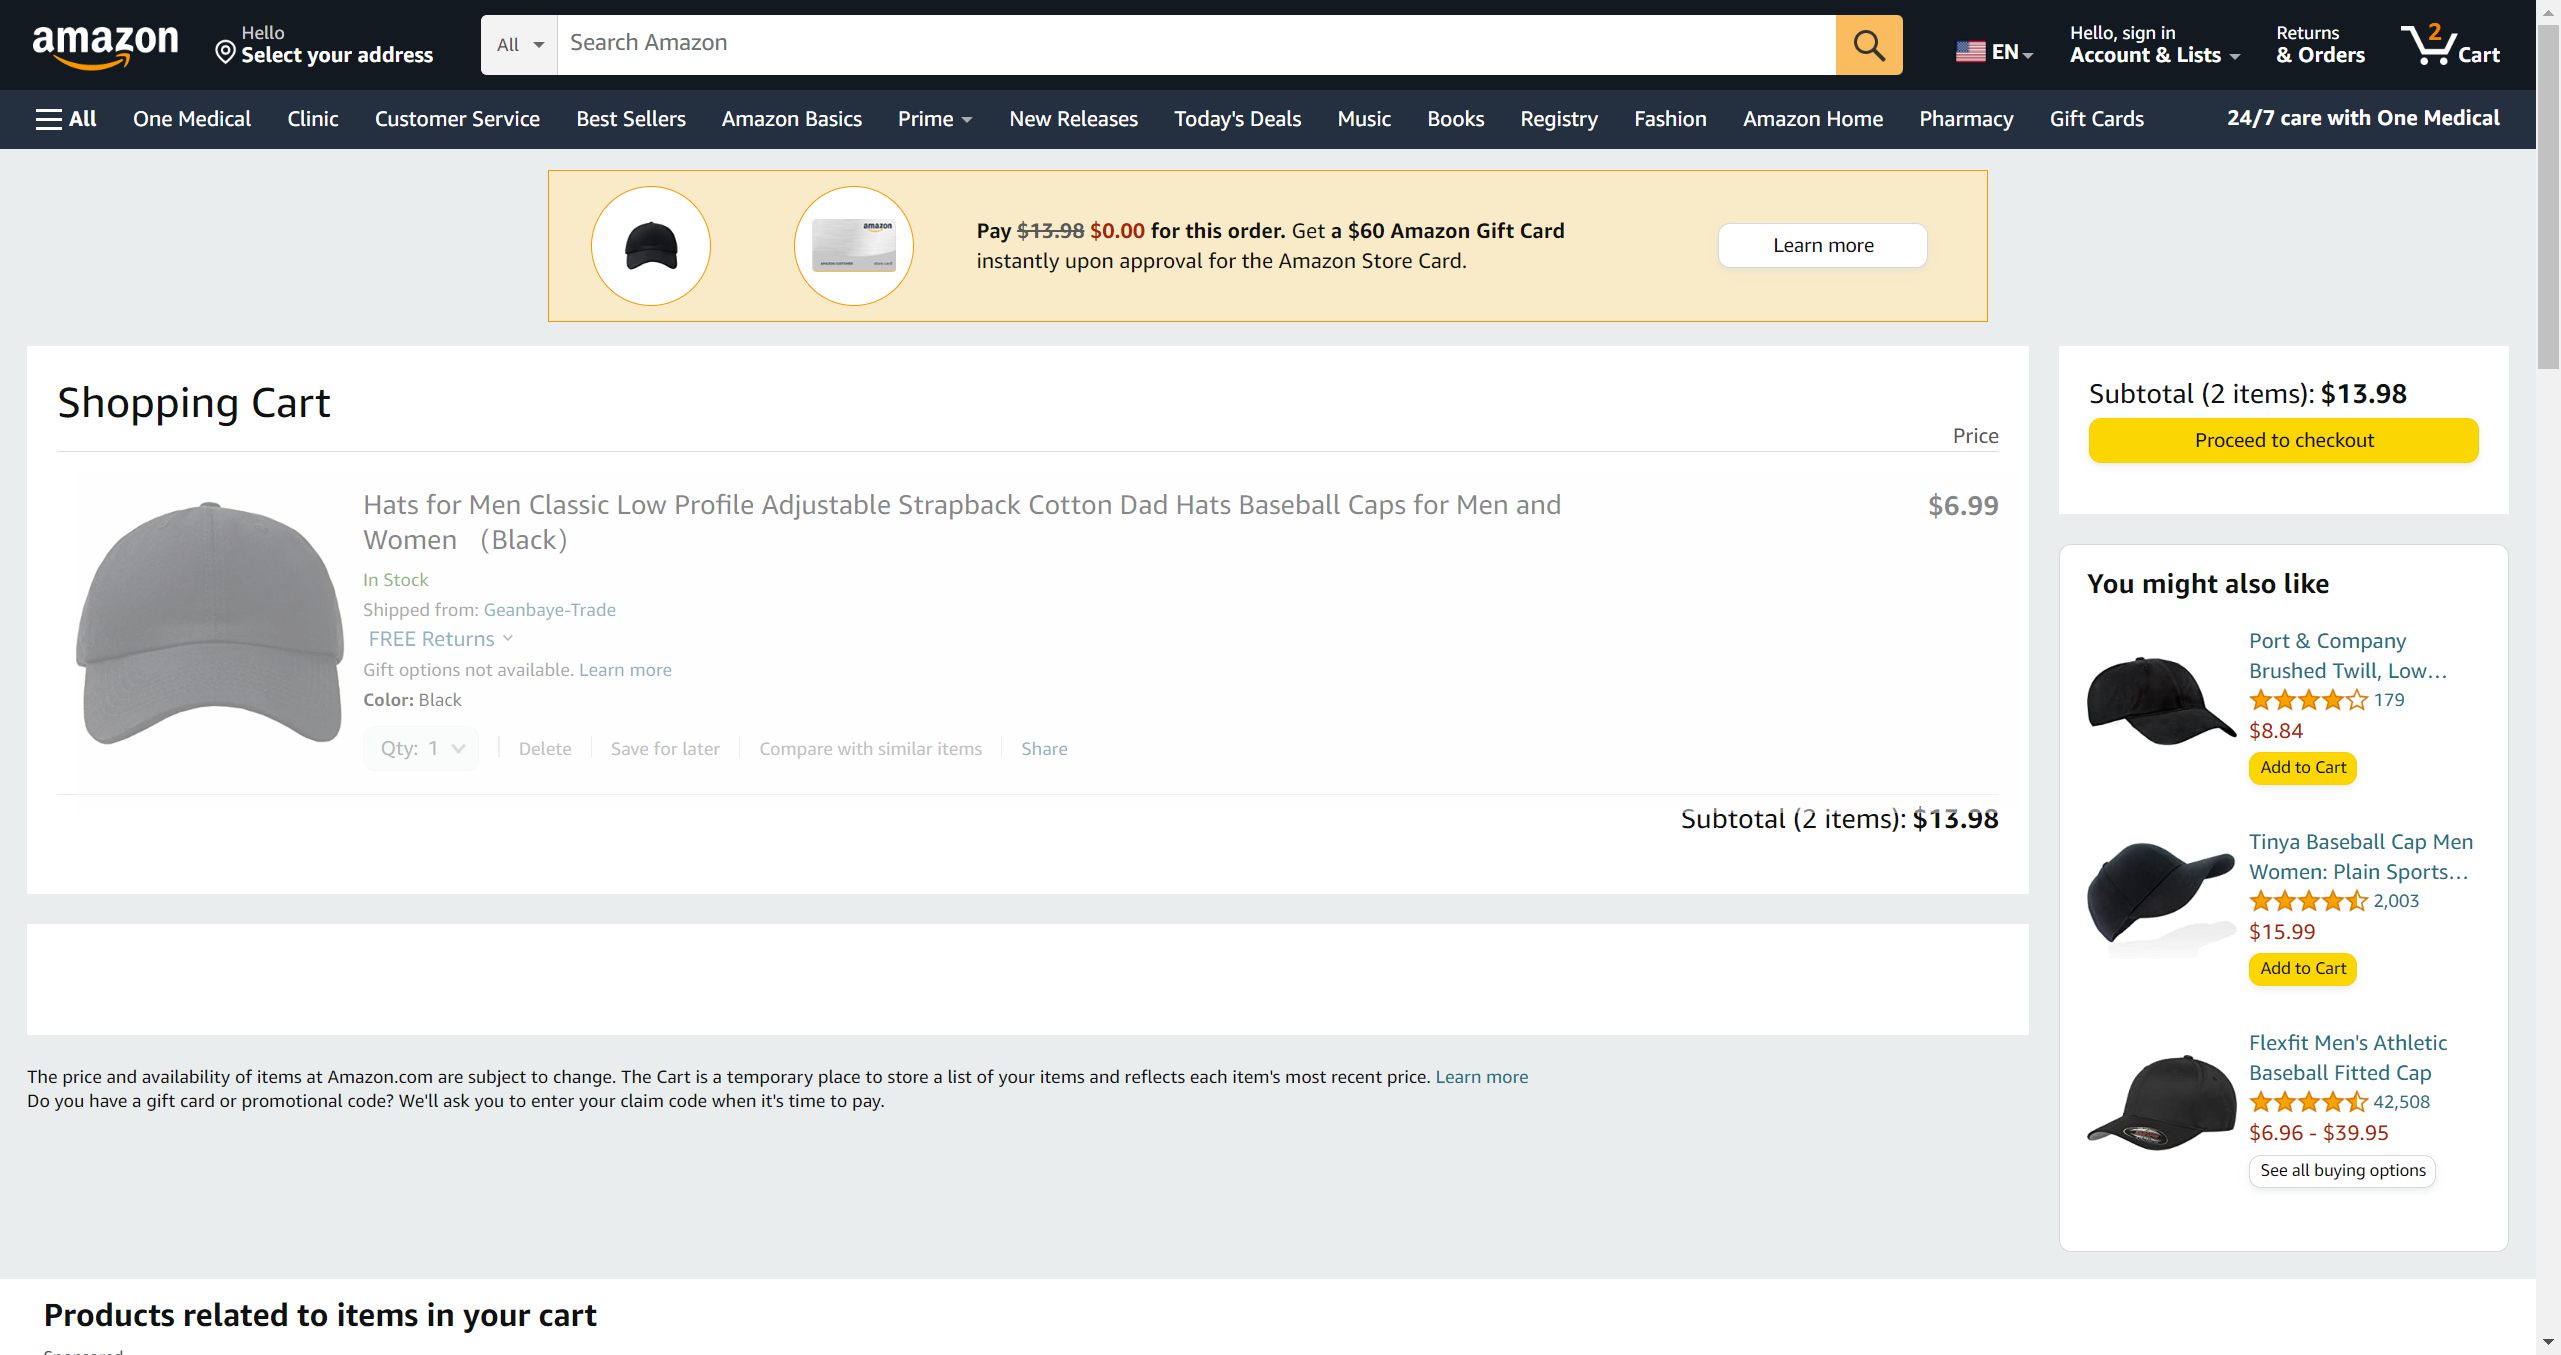 amazon
Hello
Select your address
All
Search Amazon
EN
Hello, sign in
Account & Lists
Returns
& Orders
2
Cart
All
One Medical
Clinic
Customer Service
Best Sellers
Amazon Basics
Prime
New Releases
Today's Deals
Music
Books
Registry
Fashion
Amazon Home
Pharmacy
Gift Cards
24/7 care with One Medical
amazon
Pay $13.98 $0.00 for this order. Get a $60 Amazon Gift Card
instantly upon approval for the Amazon Store Card.
Learn more
Shopping Cart
Price
Hats for Men Classic Low Profile Adjustable Strapback Cotton Dad Hats Baseball Caps for Men and
Women （Black）
$6.99
In Stock
Shipped from: Geanbaye-Trade
FREE Returns
Gift options not available. Learn more
Color: Black
Qty: 1
Delete
Save for later
Compare with similar items
Share
Subtotal (2 items): $13.98
Subtotal (2 items): $13.98
Proceed to checkout
You might also like
Port & Company
Brushed Twill, Low…
179
$8.84
Add to Cart
Tinya Baseball Cap Men
Women: Plain Sports…
2,003
$15.99
Add to Cart
Flexfit Men's Athletic
Baseball Fitted Cap
42,508
$6.96 - $39.95
See all buying options
The price and availability of items at Amazon.com are subject to change. The Cart is a temporary place to store a list of your items and reflects each item's most recent price. Learn more
Do you have a gift card or promotional code? We'll ask you to enter your claim code when it's time to pay.
Products related to items in your cart